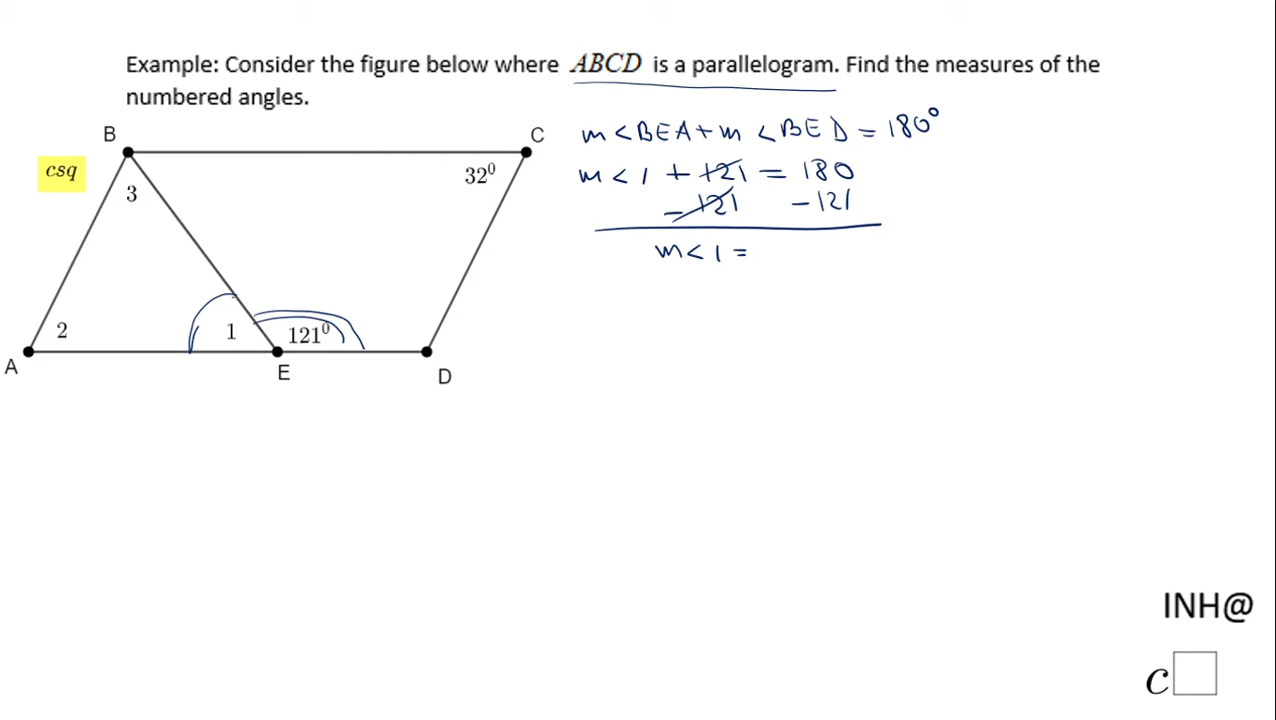 Example: Consider the figure below where ABCD is a parallelogram. Find the measures of the
numbered angles.
B
C
csq
3
32⁰
2
1
121⁰
A
E
D
m<BEA+m <BED = 180°
m<1 + 121 = 180
-121 -121
m<1 =
INH@
c